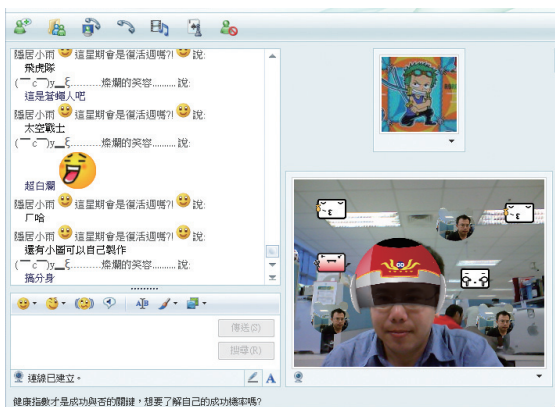 隱居小雨 這星期會是復活週嗎?! 說:
飛虎隊
(￣c￣)y▂ξ.........燦爛的笑容......... 說:
這是蒼蠅人吧
隱居小雨 這星期會是復活週嗎?! 說:
太空戰士
(￣c￣)y▂ξ.........燦爛的笑容......... 說:
超白爛
隱居小雨 這星期會是復活週嗎?! 說:
ㄏ哈
隱居小雨 這星期會是復活週嗎?! 說:
還有小圖可以自己製作
(￣c￣)y▂ξ.........燦爛的笑容......... 說:
搞分身
傳送(S)
搜尋(R)
連線已建立。
A
健康指數才是成功與否的關鍵，想要了解自己的成功機率嗎?